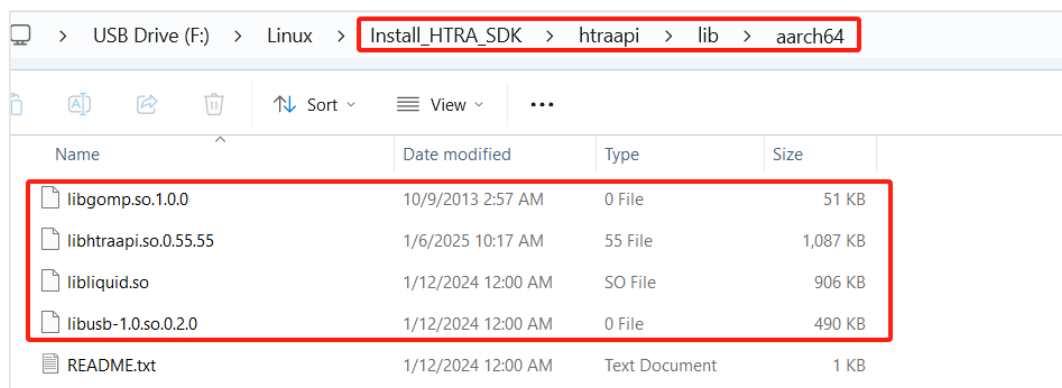 > USB Drive (F:) > Linux > Install_HTRA_SDK > htraapi > lib > aarch64
Sort View ...
Name Date modified Type Size
libgomp.so.1.0.0 10/9/2013 2:57 AM 0 File 51 KB
libhtraapi.so.0.55.55 1/6/2025 10:17 AM 55 File 1,087 KB
libliquid.so 1/12/2024 12:00 AM SO File 906 KB
libusb-1.0.so.0.2.0 1/12/2024 12:00 AM 0 File 490 KB
README.txt 1/12/2024 12:00 AM Text Document 1 KB